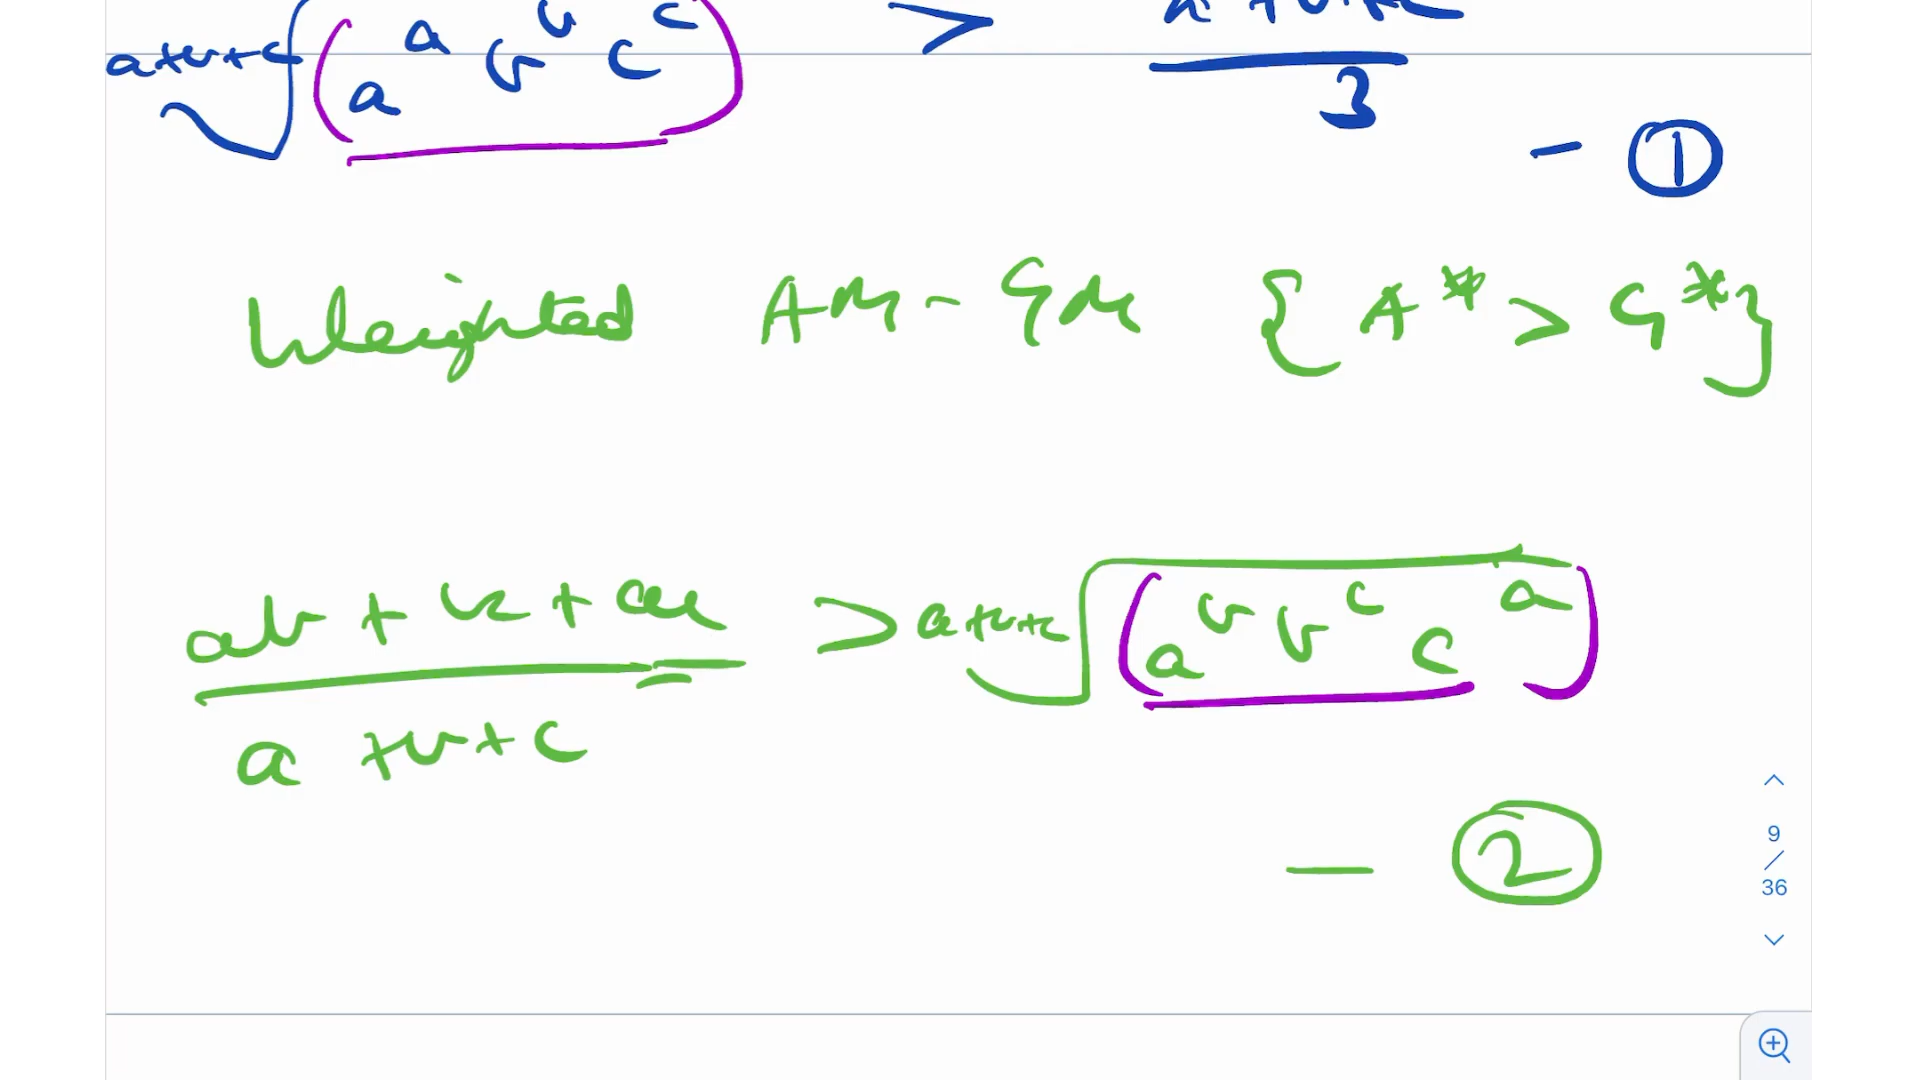 a+b+c√(a^a b^b c^c) > a+b+c / 3
- ①
Weighted AM - GM {A* > G*}
ab + bc + ca / a + b + c > a+b+c√(a^b b^c c^a)
— ②
9
/
36